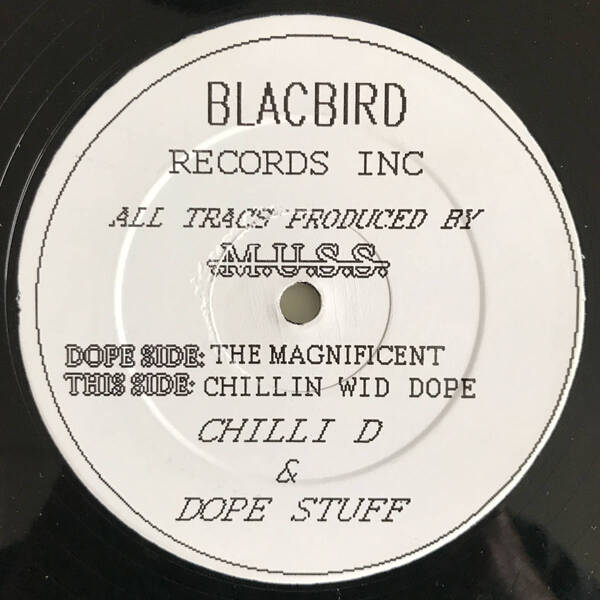 BLACBIRD
RECORDS INC
ALL TRACS PRODUCED BY
.M.U.S.S.
DOPE SIDE: THE MAGNIFICENT
THIS SIDE: CHILLIN WID DOPE
CHILLI D
&
DOPE STUFF